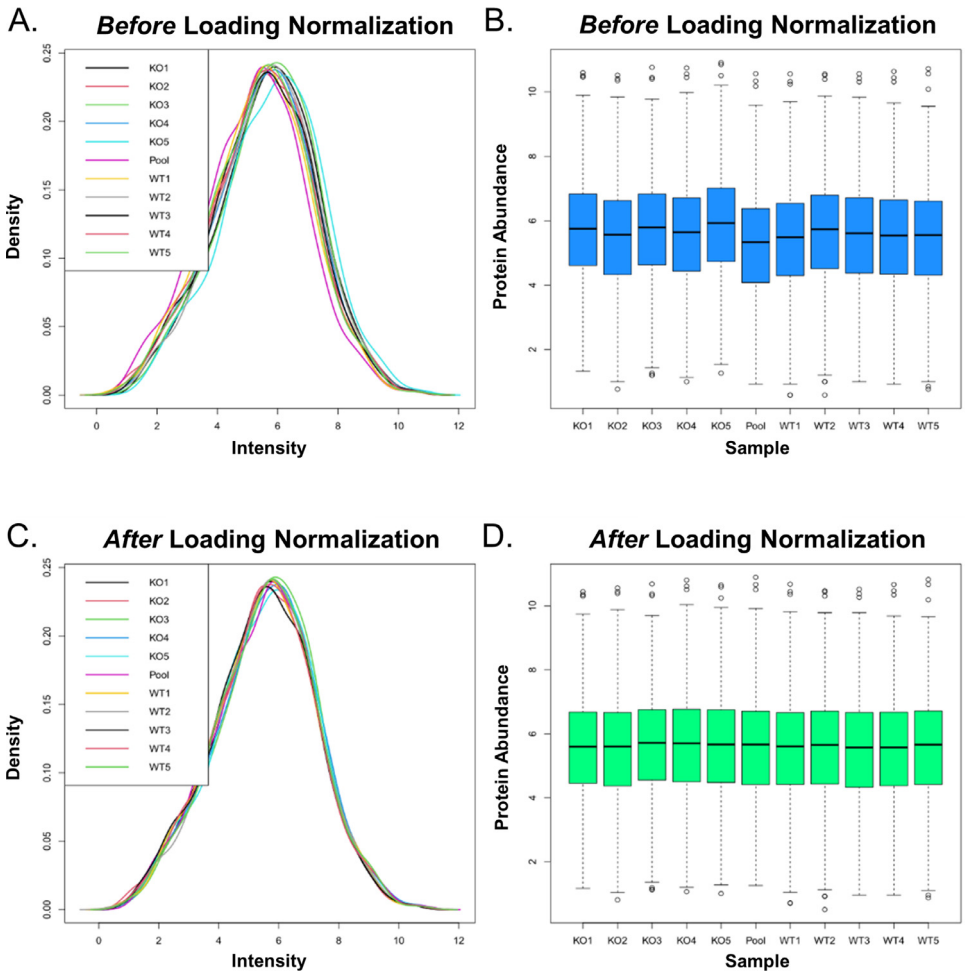 A.
Before Loading Normalization
Density
0.00
0.05
0.10
0.15
0.20
0.25
KO1
KO2
KO3
KO4
KO5
Pool
WT1
WT2
WT3
WT4
WT5
0 2 4 6 8 10 12
Intensity
B.
Before Loading Normalization
Protein Abundance
10
8
6
4
2
KO1 KO2 KO3 KO4 KO5 Pool WT1 WT2 WT3 WT4 WT5
Sample
C.
After Loading Normalization
Density
0.00
0.05
0.10
0.15
0.20
0.25
KO1
KO2
KO3
KO4
KO5
Pool
WT1
WT2
WT3
WT4
WT5
0 2 4 6 8 10 12
Intensity
D.
After Loading Normalization
Protein Abundance
10
8
6
4
2
KO1 KO2 KO3 KO4 KO5 Pool WT1 WT2 WT3 WT4 WT5
Sample